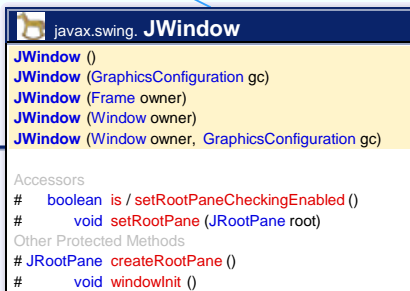 javax.swing. JWindow
JWindow ()
JWindow (GraphicsConfiguration gc)
JWindow (Frame owner)
JWindow (Window owner)
JWindow (Window owner, GraphicsConfiguration gc)
Accessors
# boolean is / setRootPaneCheckingEnabled ()
# void setRootPane (JRootPane root)
Other Protected Methods
# JRootPane createRootPane ()
# void windowInit ()